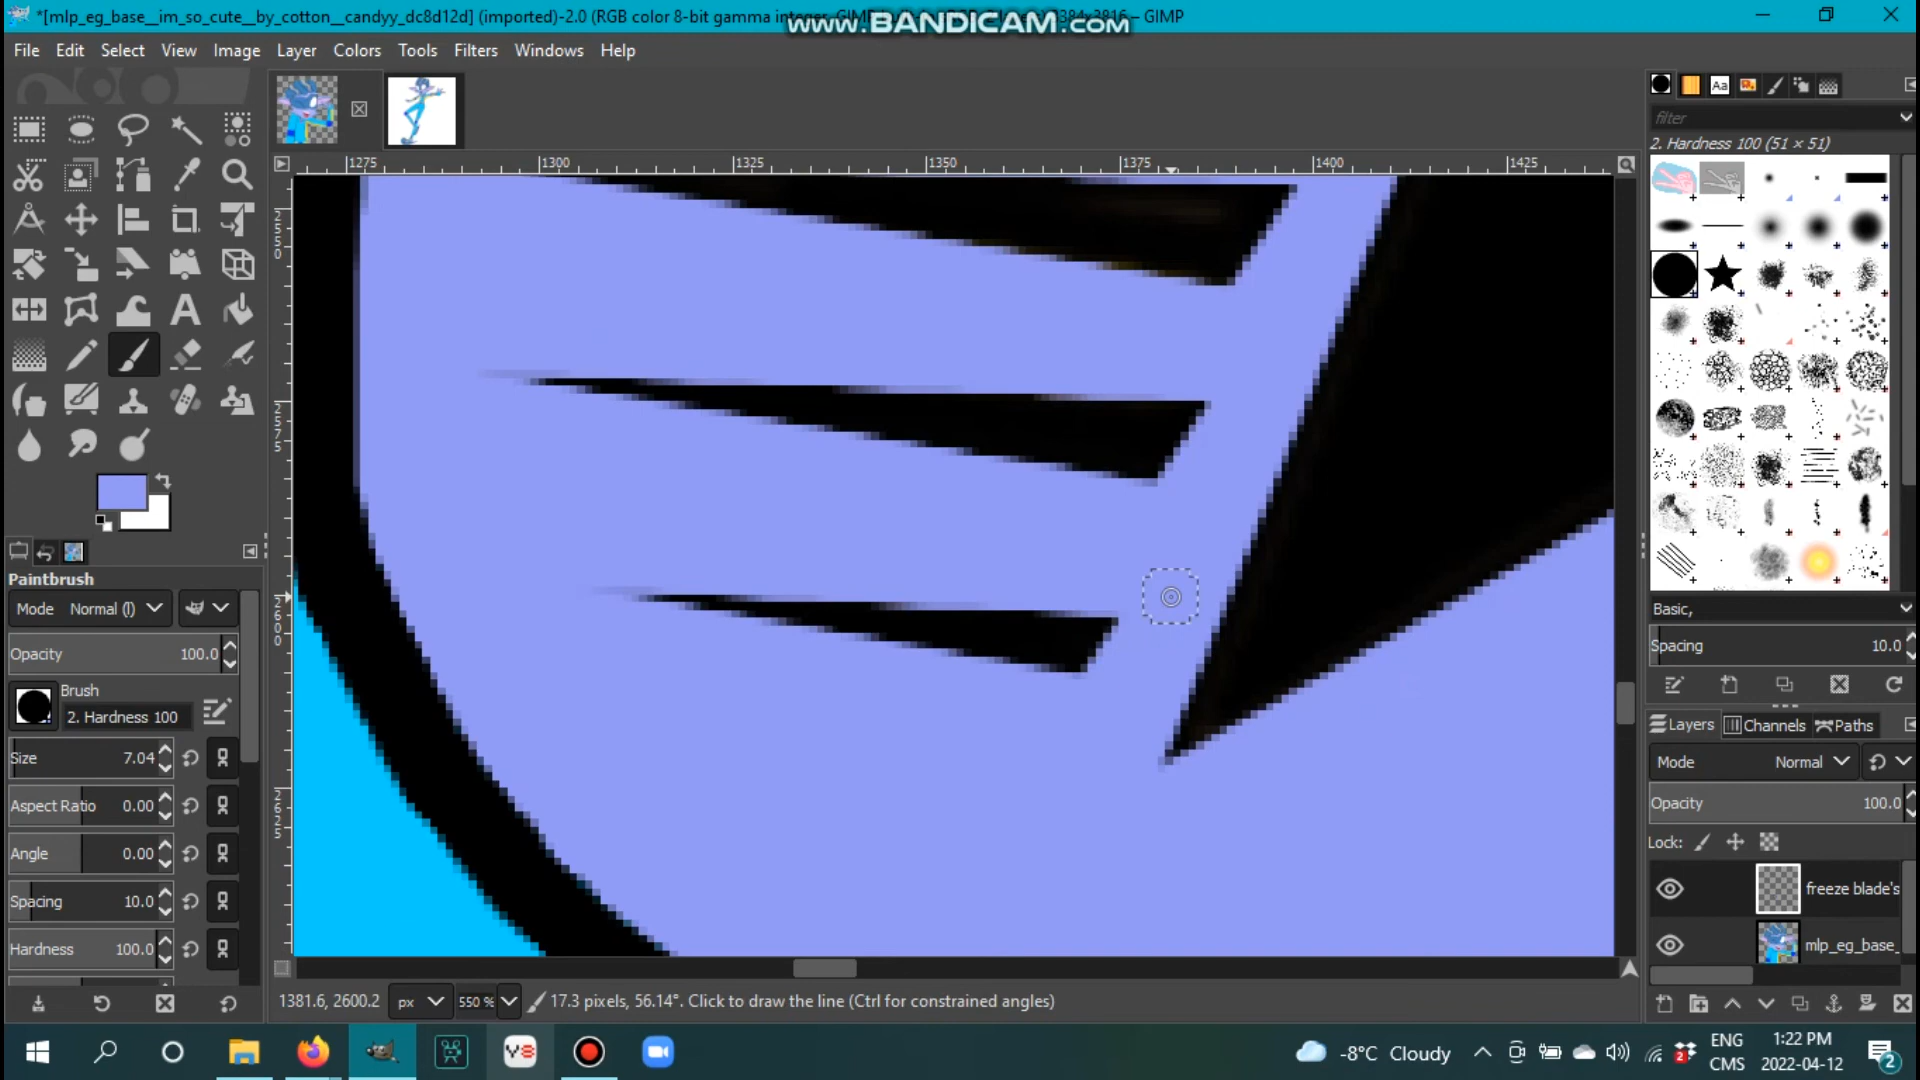 *[mlp_eg_base__im_so_cute__by_cotton__candyy_dc8d12d] (imported)-2.0 (RGB color 8-bit gamma – GIMP
www.BANDICAM.com
File Edit Select View Image Layer Colors Tools Filters Windows Help
filter
2. Hardness 100 (51 × 51)
1275 1300 1325 1350 1375 1400 1425
2550
2575
2600
2625
Paintbrush
Mode Normal (l)
Opacity 100.0
Brush
2. Hardness 100
Size 7.04
Aspect Ratio 0.00
Angle 0.00
Spacing 10.0
Hardness 100.0
Basic,
Spacing 10.0
Layers Channels Paths
Mode Normal
Opacity 100.0
Lock:
freeze blade's
mlp_eg_base_
1381.6, 2600.2 px 550 % 17.3 pixels, 56.14°. Click to draw the line (Ctrl for constrained angles)
-8°C Cloudy
ENG
CMS
1:22 PM
2022-04-12
2